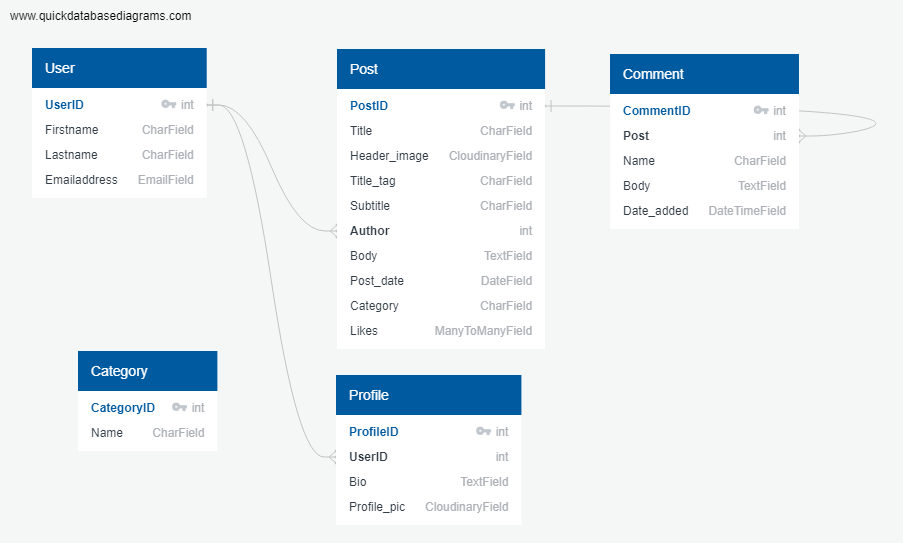 www.quickdatabasediagrams.com
User
UserID int
Firstname CharField
Lastname CharField
Emailaddress EmailField
Post
PostID int
Title CharField
Header_image CloudinaryField
Title_tag CharField
Subtitle CharField
Author int
Body TextField
Post_date DateField
Category CharField
Likes ManyToManyField
Comment
CommentID int
Post int
Name CharField
Body TextField
Date_added DateTimeField
Category
CategoryID int
Name CharField
Profile
ProfileID int
UserID int
Bio TextField
Profile_pic CloudinaryField